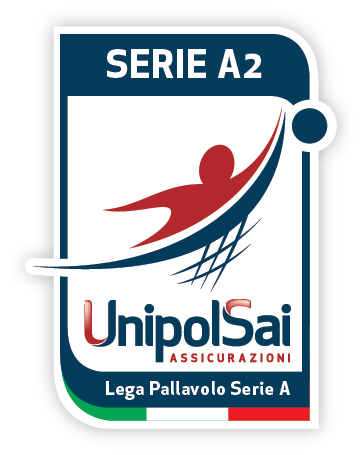 SERIE A2
UnipolSai
ASSICURAZIONI
Lega Pallavolo Serie A